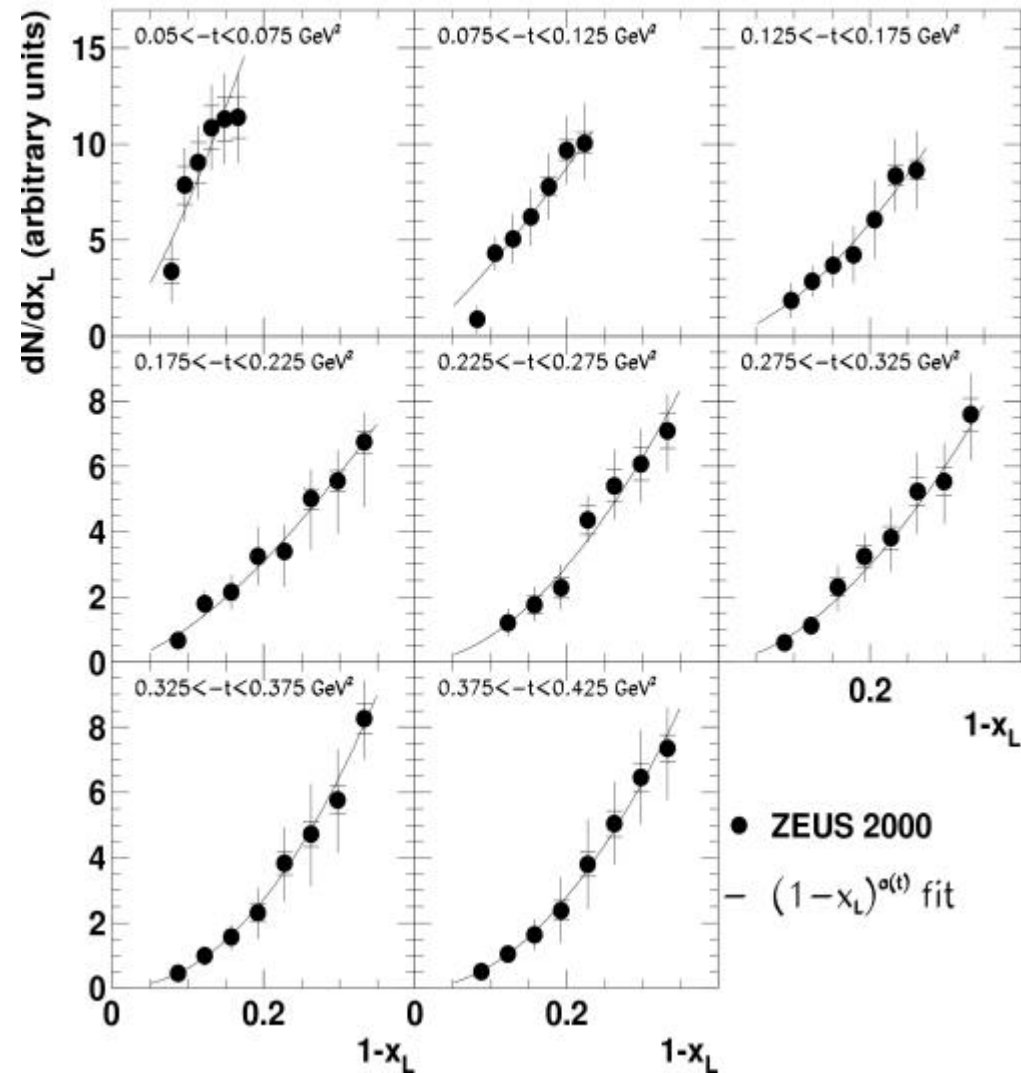 dN/dx_L (arbitrary units)
0.05<-t<0.075 GeV²
0.075<-t<0.125 GeV²
0.125<-t<0.175 GeV²
15
10
5
0
0.175<-t<0.225 GeV²
0.225<-t<0.275 GeV²
0.275<-t<0.325 GeV²
8
6
4
2
0
0.2
1-x_L
0.325<-t<0.375 GeV²
0.375<-t<0.425 GeV²
8
6
4
2
0
● ZEUS 2000
— (1-x_L)^α(t) fit
0 0.2 0 0.2
1-x_L 1-x_L